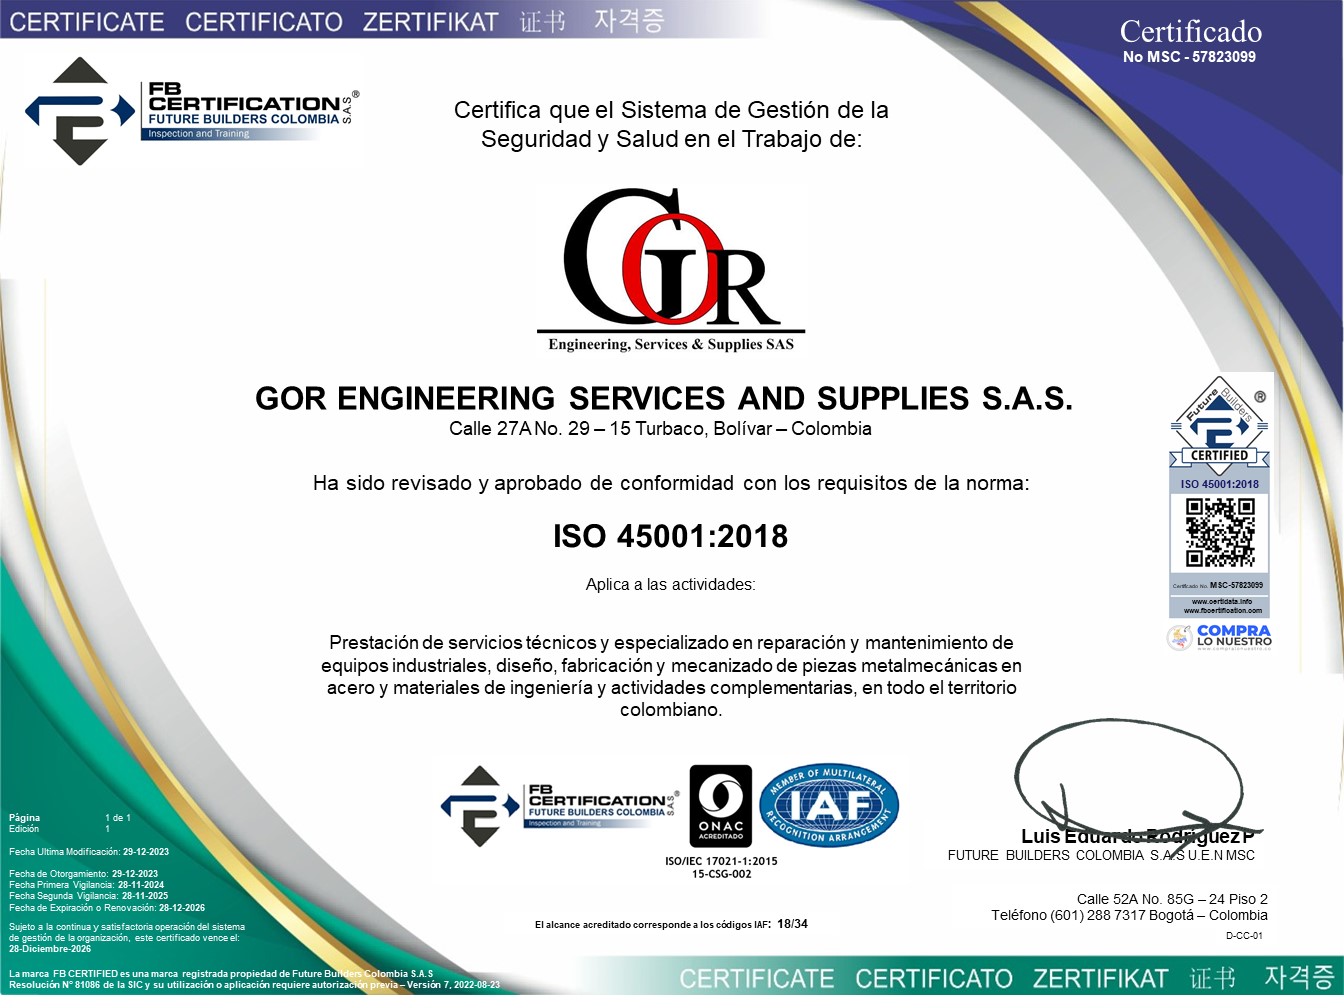 CERTIFICATE CERTIFICADO ZERTIFIKAT 证书 자격증
Certificado
No MSC - 57823099
FB
CERTIFICATION
FUTURE BUILDERS COLOMBIA
S.A.S
®
Inspection and Training
Certifica que el Sistema de Gestión de la
Seguridad y Salud en el Trabajo de:
GOR
Engineering, Services & Supplies SAS
GOR ENGINEERING SERVICES AND SUPPLIES S.A.S.
Calle 27A No. 29 – 15 Turbaco, Bolívar – Colombia
Ha sido revisado y aprobado de conformidad con los requisitos de la norma:
ISO 45001:2018
Aplica a las actividades:
Prestación de servicios técnicos y especializado en reparación y mantenimiento de
equipos industriales, diseño, fabricación y mecanizado de piezas metalmecánicas en
acero y materiales de ingeniería y actividades complementarias, en todo el territorio
colombiano.
Future Builders
®
CERTIFIED
ISO 45001:2018
Certificado No. MSC-57823099
www.certidata.info
www.fbcertification.com
COMPRA
LO NUESTRO
www.compralonuestro.co
FB
CERTIFICATION
FUTURE BUILDERS COLOMBIA
S.A.S
®
Inspection and Training
ONAC
ACREDITADO
MEMBER OF MULTILATERAL
IAF
RECOGNITION ARRANGEMENT
ISO/IEC 17021-1:2015
15-CSG-002
El alcance acreditado corresponde a los códigos IAF: 18/34
Luis Eduardo Rodriguez P
FUTURE BUILDERS COLOMBIA S.A.S U.E.N MSC
Calle 52A No. 85G – 24 Piso 2
Teléfono (601) 288 7317 Bogotá – Colombia
D-CC-01
Página 1 de 1
Edición 1
Fecha Ultima Modificación: 29-12-2023
Fecha de Otorgamiento: 29-12-2023
Fecha Primera Vigilancia: 28-11-2024
Fecha Segunda Vigilancia: 28-11-2025
Fecha de Expiración o Renovación: 28-12-2026
Sujeto a la continua y satisfactoria operación del sistema
de gestión de la organización, este certificado vence el:
28-Diciembre-2026
La marca FB CERTIFIED es una marca registrada propiedad de Future Builders Colombia S.A.S
Resolución N° 81086 de la SIC y su utilización o aplicación requiere autorización previa – Versión 7, 2022-08-23
CERTIFICATE CERTIFICATO ZERTIFIKAT 证书 자격증